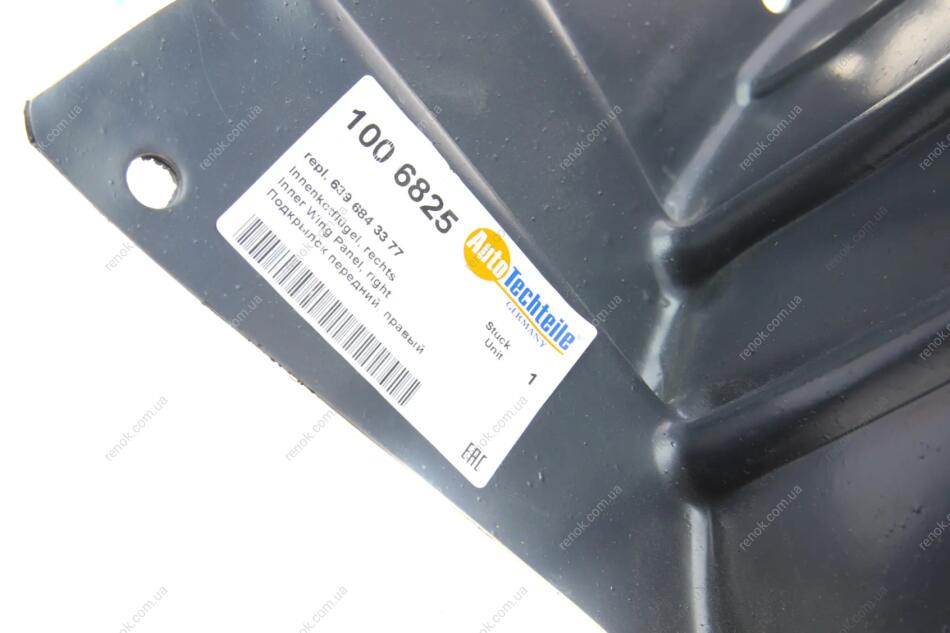 100 6825
repl. 639 684 33 77
Innenkotflügel, rechts
Inner Wing Panel, right
Подкрылок передний, правый
AutoTechteile
GERMANY
Stuck
Unit
1
EAC
renok.com.ua